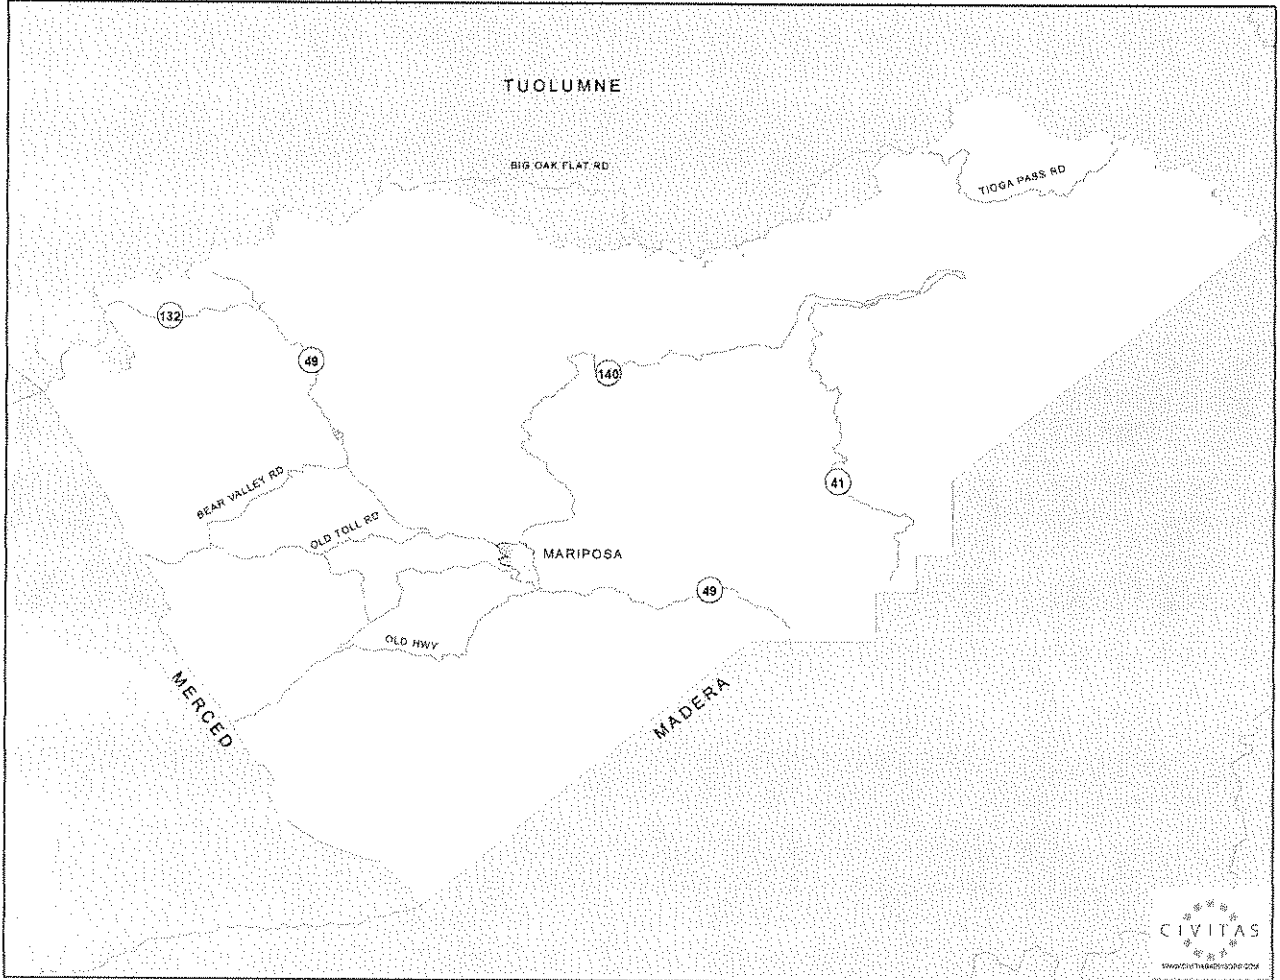 TUOLUMNE
BIG OAK FLAT RD
TIOGA PASS RD
132
49
140
BEAR VALLEY RD
41
OLD TOLL RD
MARIPOSA
49
OLD HWY
MERCED
MADERA
CIVITAS